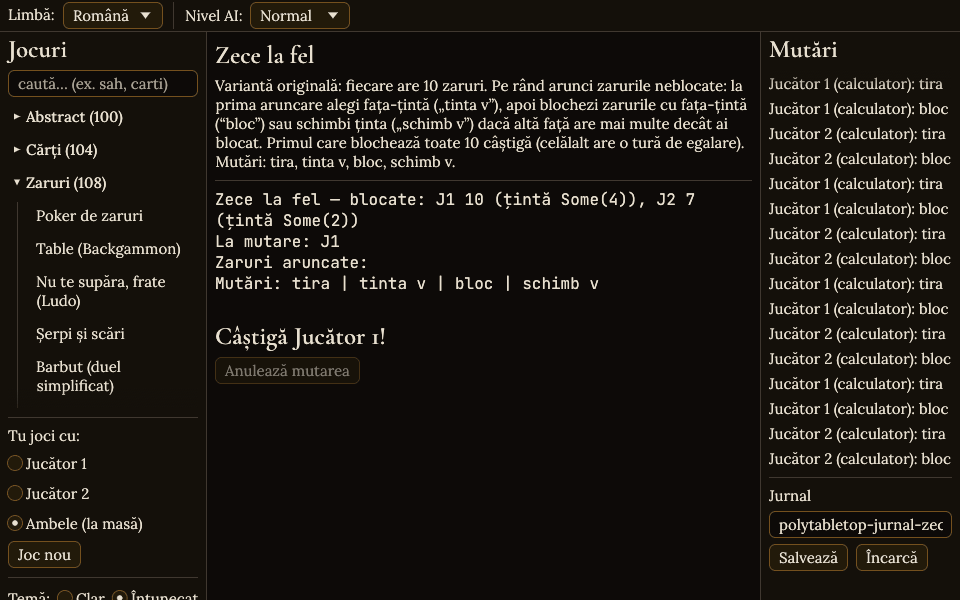 Limbă: Română ▼ Nivel AI: Normal ▼
Jocuri
caută... (ex. sah, carti)
▸ Abstract (100)
▸ Cărți (104)
▾ Zaruri (108)
Poker de zaruri
Table (Backgammon)
Nu te supăra, frate
(Ludo)
Șerpi și scări
Barbut (duel
simplificat)
Tu joci cu:
Jucător 1
Jucător 2
Ambele (la masă)
Joc nou
Temă: Clar Întunecat
Zece la fel
Variantă originală: fiecare are 10 zaruri. Pe rând arunci zarurile neblocate: la
prima aruncare alegi fața-țintă („tinta v”), apoi blochezi zarurile cu fața-țintă
(“bloc”) sau schimbi ținta („schimb v”) dacă altă față are mai multe decât ai
blocat. Primul care blochează toate 10 câștigă (celălalt are o tură de egalare).
Mutări: tira, tinta v, bloc, schimb v.
Zece la fel — blocate: J1 10 (țintă Some(4)), J2 7
(țintă Some(2))
La mutare: J1
Zaruri aruncate:
Mutări: tira | tinta v | bloc | schimb v
Câștigă Jucător 1!
Anulează mutarea
Mutări
Jucător 1 (calculator): tira
Jucător 1 (calculator): bloc
Jucător 2 (calculator): tira
Jucător 2 (calculator): bloc
Jucător 1 (calculator): tira
Jucător 1 (calculator): bloc
Jucător 2 (calculator): tira
Jucător 2 (calculator): bloc
Jucător 1 (calculator): tira
Jucător 1 (calculator): bloc
Jucător 2 (calculator): tira
Jucător 2 (calculator): bloc
Jucător 1 (calculator): tira
Jucător 1 (calculator): bloc
Jucător 2 (calculator): tira
Jucător 2 (calculator): bloc
Jurnal
polytabletop-jurnal-zec
Salvează Încarcă